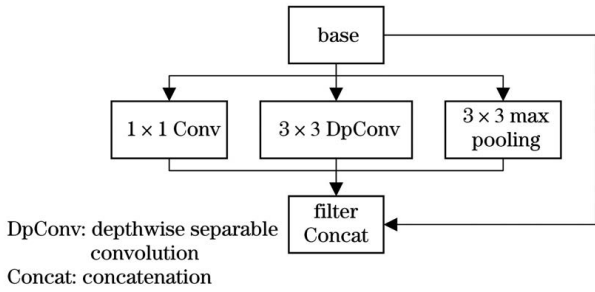 base
1 × 1 Conv
3 × 3 DpConv
3 × 3 max
pooling
filter
Concat
DpConv: depthwise separable
convolution
Concat: concatenation